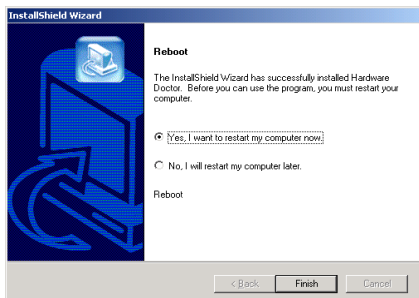 InstallShield Wizard
Reboot
The InstallShield Wizard has successfully installed Hardware
Doctor. Before you can use the program, you must restart your
computer.
Yes, I want to restart my computer now.
No, I will restart my computer later.
Reboot
< Back
Finish
Cancel